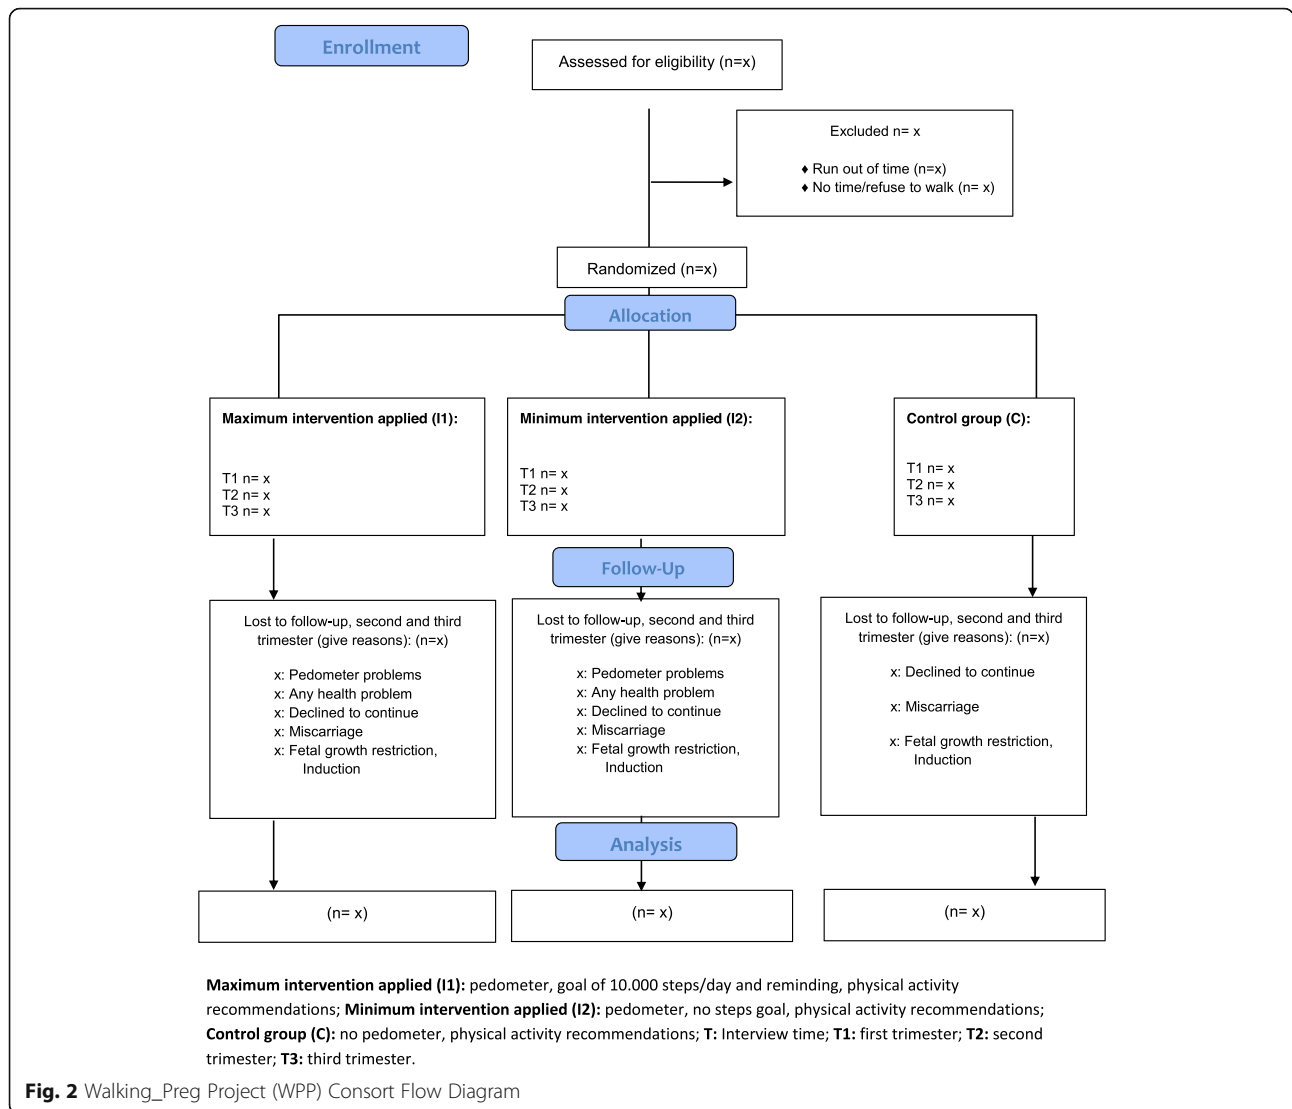 Enrollment
Assessed for eligibility (n=x)
Excluded n= x
♦ Run out of time (n=x)
♦ No time/refuse to walk (n= x)
Randomized (n=x)
Allocation
Maximum intervention applied (I1):
T1 n= x
T2 n= x
T3 n= x
Minimum intervention applied (I2):
T1 n= x
T2 n= x
T3 n= x
Control group (C):
T1 n= x
T2 n= x
T3 n= x
Follow-Up
Lost to follow-up, second and third
trimester (give reasons): (n=x)
x: Pedometer problems
x: Any health problem
x: Declined to continue
x: Miscarriage
x: Fetal growth restriction,
Induction
Lost to follow-up, second and third
trimester (give reasons): (n=x)
x: Pedometer problems
x: Any health problem
x: Declined to continue
x: Miscarriage
x: Fetal growth restriction,
Induction
Lost to follow-up, second and third
trimester (give reasons): (n=x)
x: Declined to continue
x: Miscarriage
x: Fetal growth restriction,
Induction
Analysis
(n= x)
(n= x)
(n= x)
Maximum intervention applied (I1): pedometer, goal of 10.000 steps/day and reminding, physical activity
recommendations; Minimum intervention applied (I2): pedometer, no steps goal, physical activity recommendations;
Control group (C): no pedometer, physical activity recommendations; T: Interview time; T1: first trimester; T2: second
trimester; T3: third trimester.
Fig. 2 Walking_Preg Project (WPP) Consort Flow Diagram